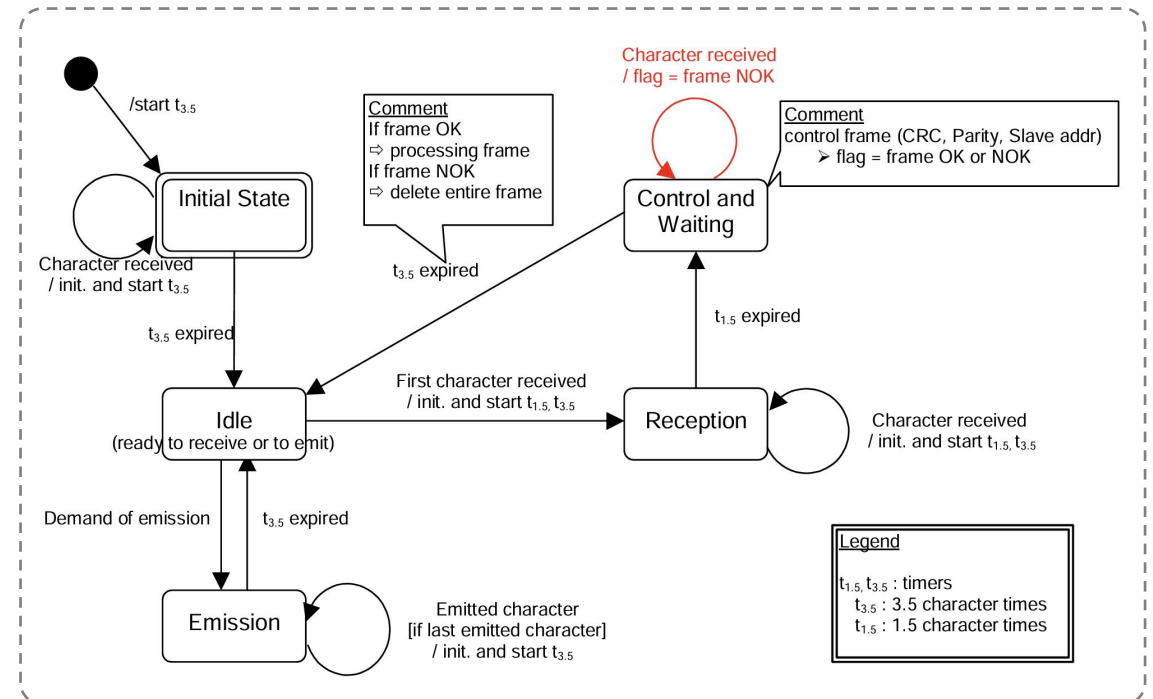 /start t3.5
Initial State
Character received
/ init. and start t3.5
t3.5 expired
Comment
If frame OK
⇨ processing frame
If frame NOK
⇨ delete entire frame
t3.5 expired
Character received
/ flag = frame NOK
Comment
control frame (CRC, Parity, Slave addr)
➢ flag = frame OK or NOK
Control and
Waiting
t1.5 expired
Idle
(ready to receive or to emit)
First character received
/ init. and start t1.5, t3.5
Reception
Character received
/ init. and start t1.5, t3.5
Demand of emission
t3.5 expired
Emission
Emitted character
[if last emitted character]
/ init. and start t3.5
Legend
t1.5, t3.5 : timers
t3.5 : 3.5 character times
t1.5 : 1.5 character times